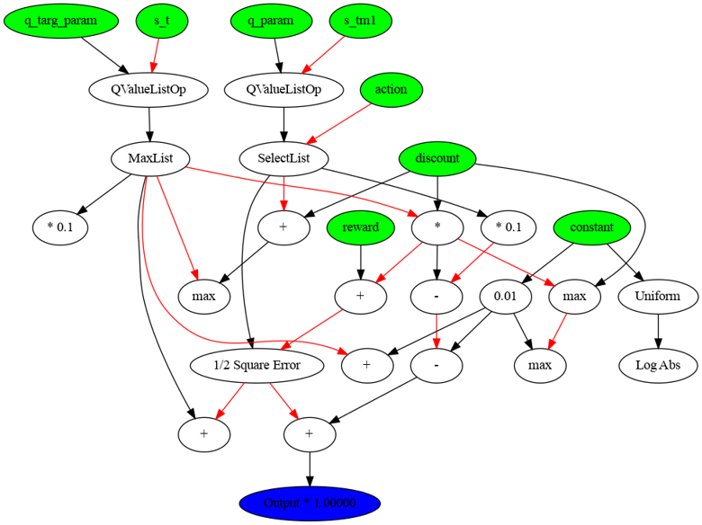 q_targ_param s_t q_param s_tm1
QValueListOp QValueListOp action
MaxList SelectList discount
* 0.1 + reward * * 0.1 constant
max + - 0.01 max Uniform
1/2 Square Error + - max Log Abs
+ +
Output * 1.00000